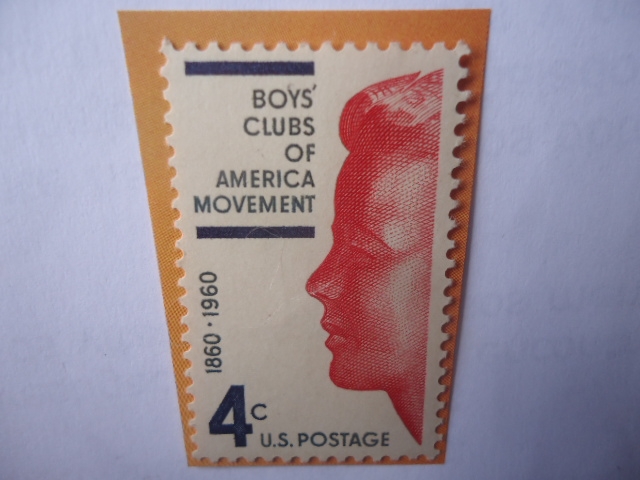 BOYS'
CLUBS
OF
AMERICA
MOVEMENT
1860 · 1960
4c
U.S. POSTAGE